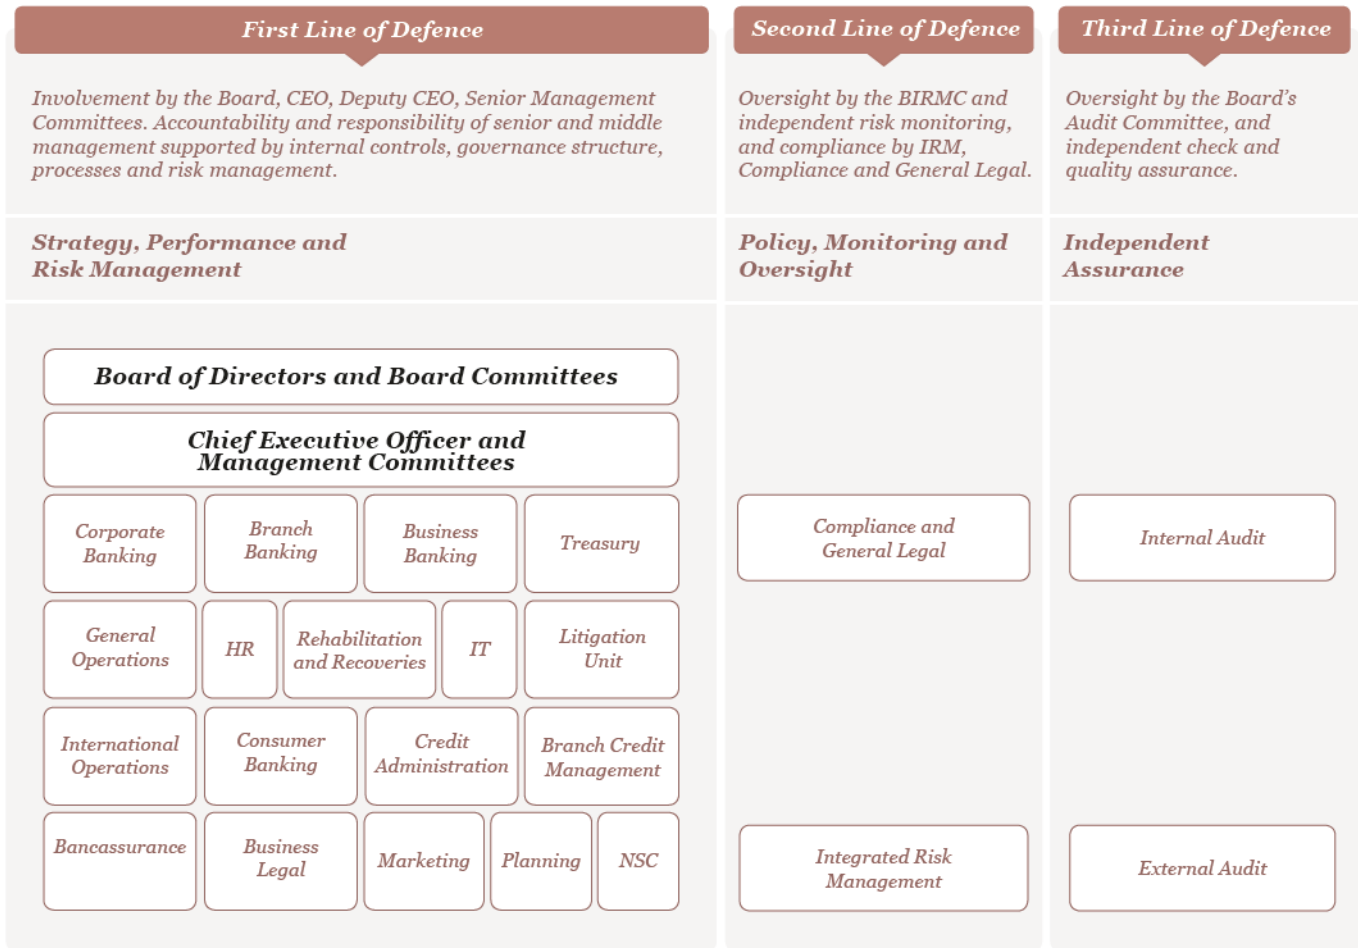 First Line of Defence
Second Line of Defence
Third Line of Defence
Involvement by the Board, CEO, Deputy CEO, Senior Management
Committees. Accountability and responsibility of senior and middle
management supported by internal controls, governance structure,
processes and risk management.
Oversight by the BIRMC and
independent risk monitoring,
and compliance by IRM,
Compliance and General Legal.
Oversight by the Board’s
Audit Committee, and
independent check and
quality assurance.
Strategy, Performance and
Risk Management
Policy, Monitoring and
Oversight
Independent
Assurance
Board of Directors and Board Committees
Chief Executive Officer and
Management Committees
Corporate
Banking
Branch
Banking
Business
Banking
Treasury
General
Operations
HR
Rehabilitation
and Recoveries
IT
Litigation
Unit
International
Operations
Consumer
Banking
Credit
Administration
Branch Credit
Management
Bancassurance
Business
Legal
Marketing
Planning
NSC
Compliance and
General Legal
Integrated Risk
Management
Internal Audit
External Audit